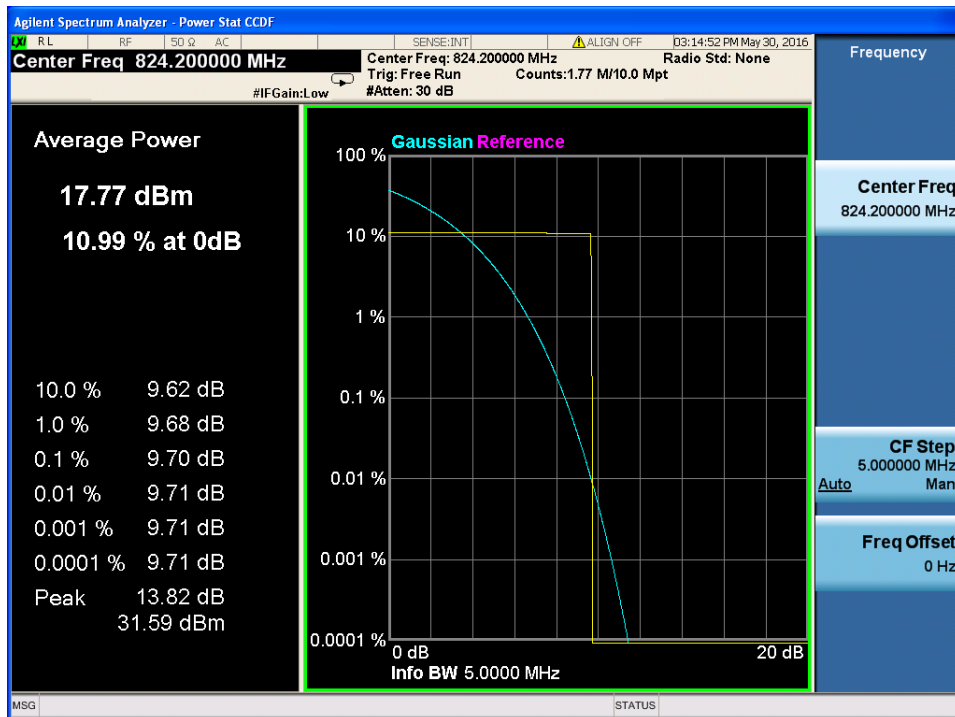 Agilent Spectrum Analyzer - Power Stat CCDF
LXI RL RF 50 Ω AC SENSE:INT ALIGN OFF 03:14:52 PM May 30, 2016
Center Freq 824.200000 MHz
#IFGain:Low
Center Freq: 824.200000 MHz Radio Std: None
Trig: Free Run Counts:1.77 M/10.0 Mpt
#Atten: 30 dB
Average Power
17.77 dBm
10.99 % at 0dB
10.0 % 9.62 dB
1.0 % 9.68 dB
0.1 % 9.70 dB
0.01 % 9.71 dB
0.001 % 9.71 dB
0.0001 % 9.71 dB
Peak 13.82 dB
31.59 dBm
Gaussian Reference
100 %
10 %
1 %
0.1 %
0.01 %
0.001 %
0.0001 %
0 dB 20 dB
Info BW 5.0000 MHz
Frequency
Center Freq
824.200000 MHz
CF Step
5.000000 MHz
Auto Man
Freq Offset
0 Hz
MSG STATUS